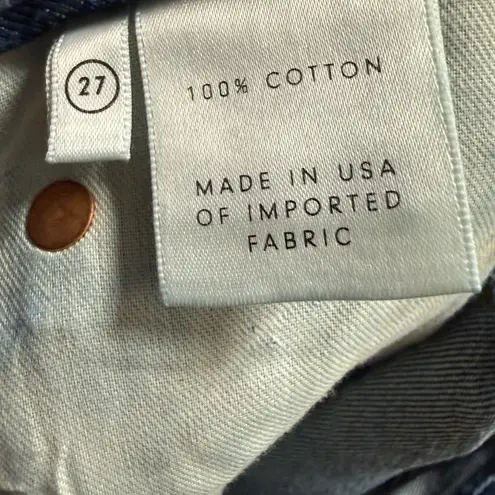 27
100% COTTON
MADE IN USA
OF IMPORTED
FABRIC